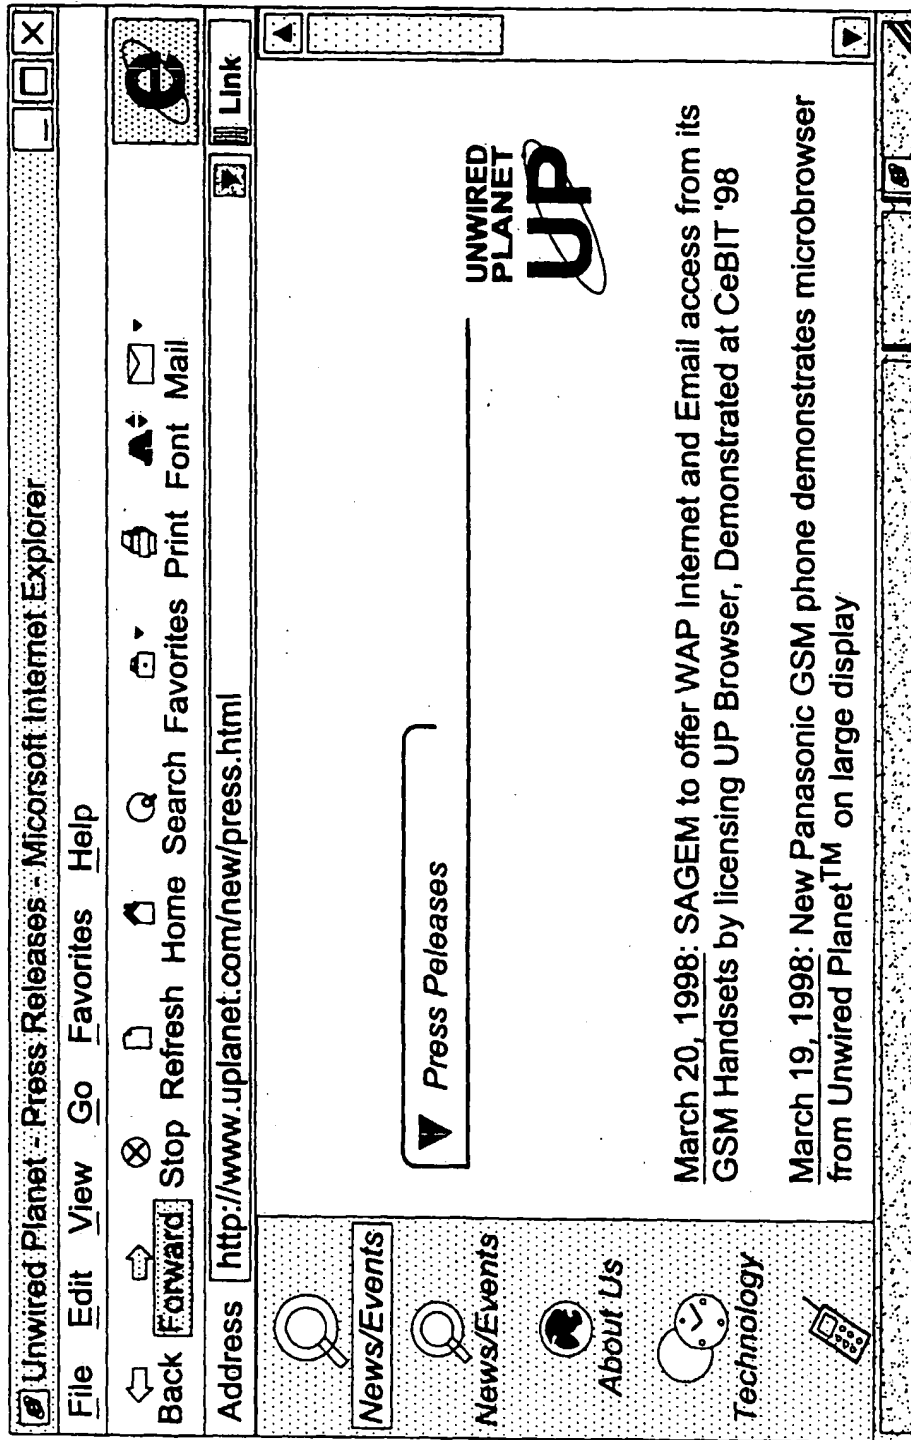 Unwired Planet - Press Releases - Micorsoft Internet Explorer
File Edit View Go Favorites Help
Back Forward Stop Refresh Home Search Favorites Print Font Mail
Address http://www.uplanet.com/new/press.html Link
News/Events
News/Events
About Us
Technology
Press Peleases
UNWIRED
PLANET
UP
March 20, 1998: SAGEM to offer WAP Internet and Email access from its
GSM Handsets by licensing UP Browser, Demonstrated at CeBIT '98
March 19, 1998: New Panasonic GSM phone demonstrates microbrowser
from Unwired Planet™ on large display